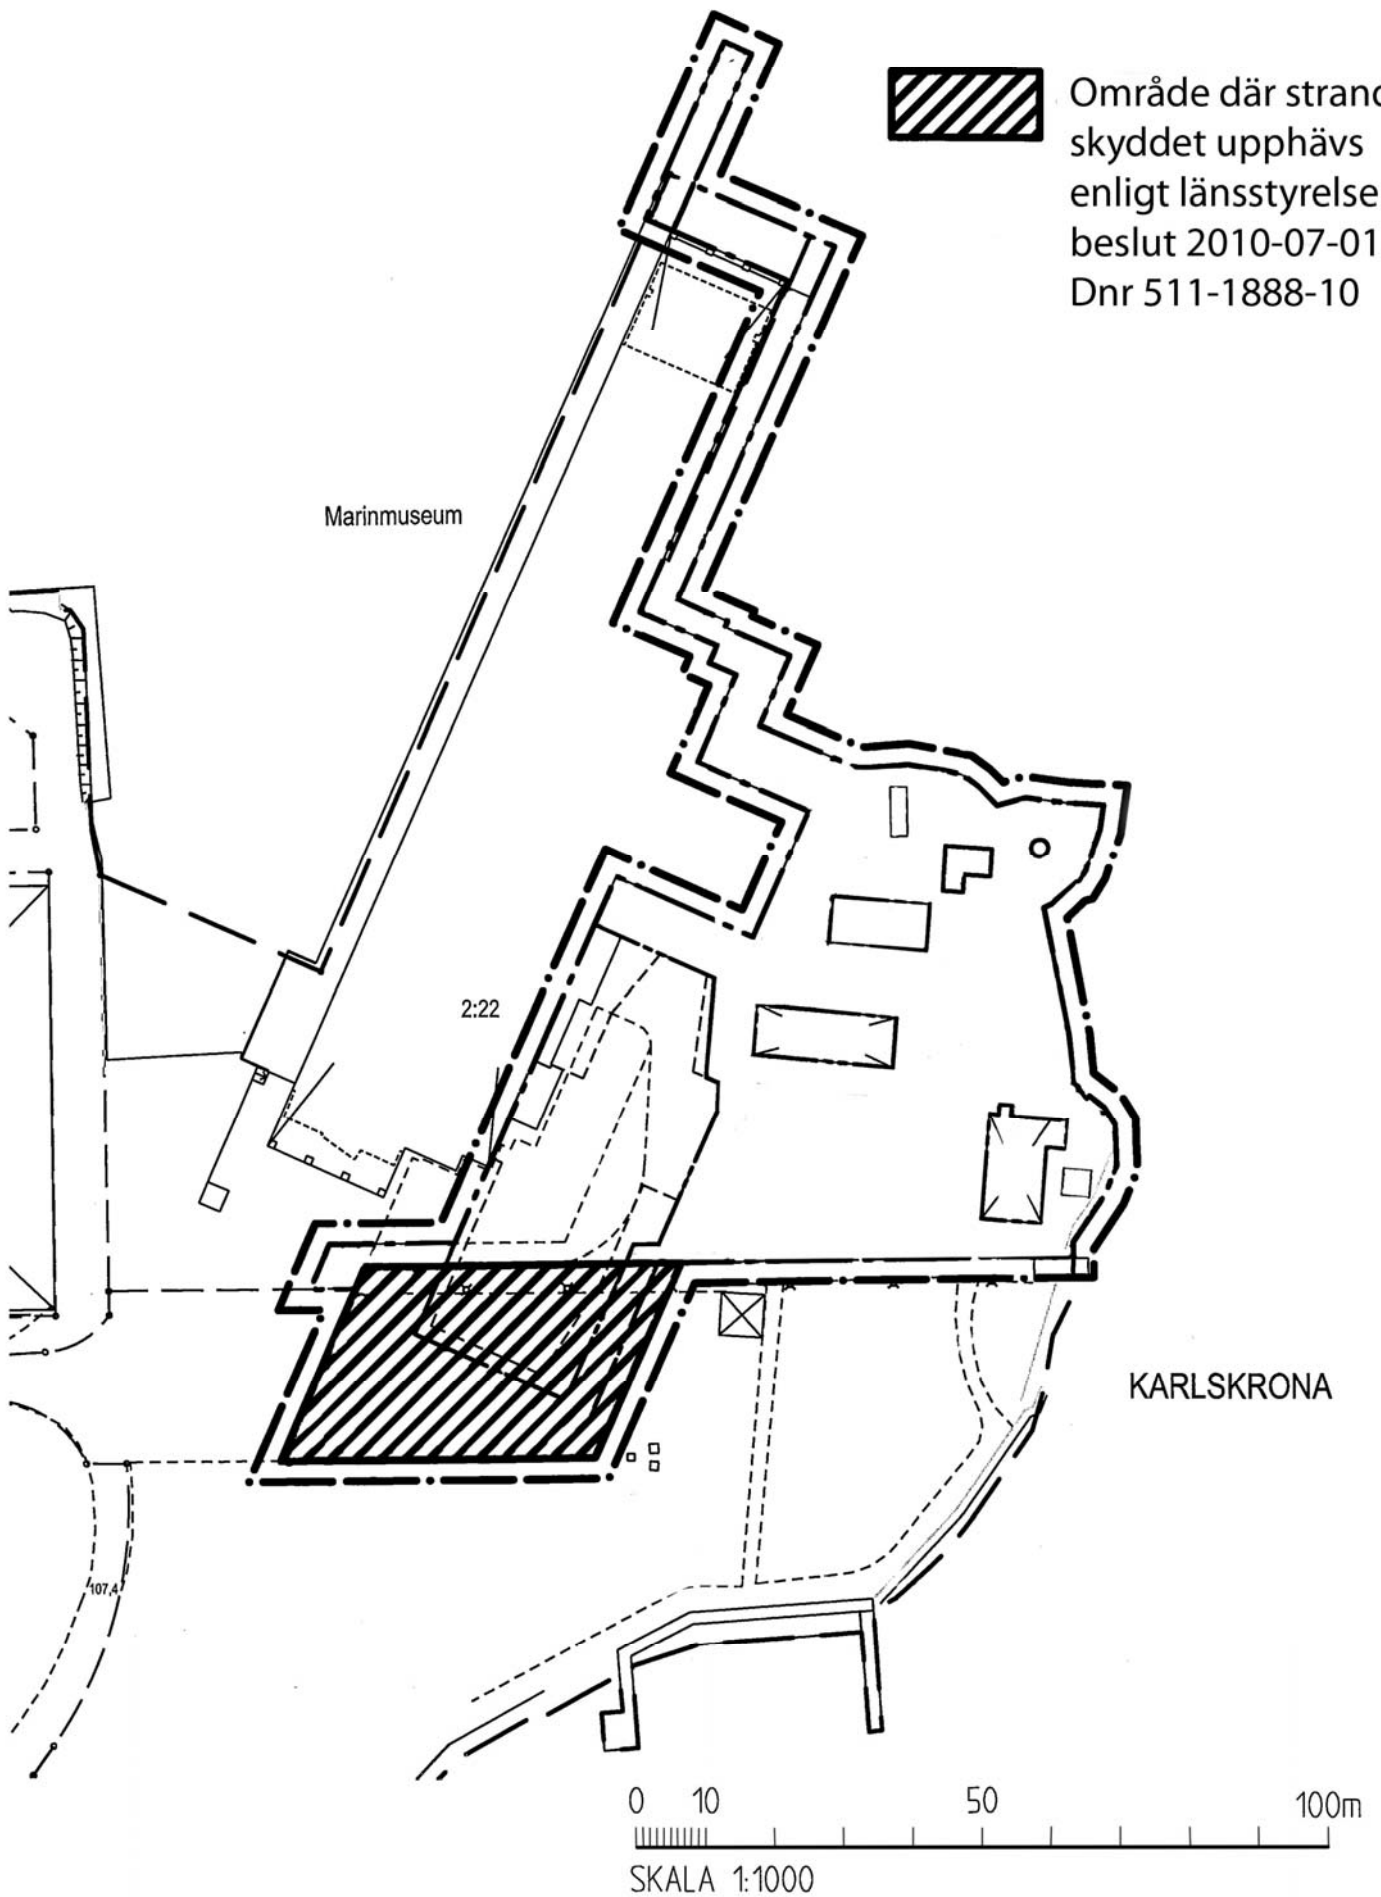 Område där strand
skyddet upphävs
enligt länsstyrelse
beslut 2010-07-01
Dnr 511-1888-10
Marinmuseum
2:22
KARLSKRONA
107,4
0 10 50 100m
SKALA 1:1000